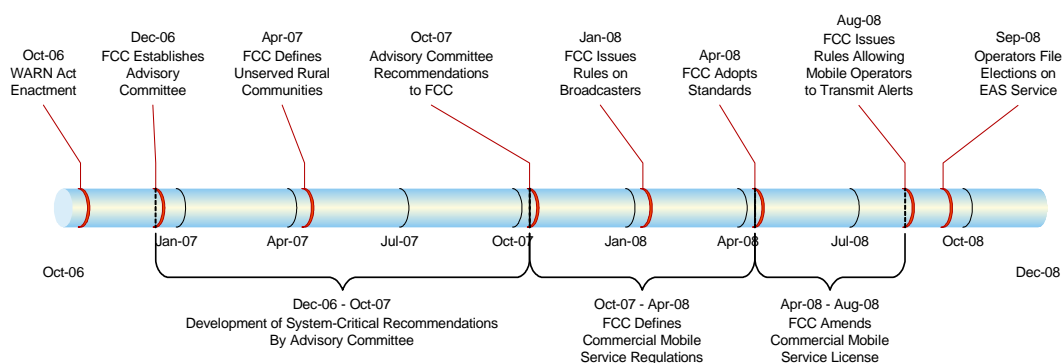 Oct-06
WARN Act
Enactment
Dec-06
FCC Establishes
Advisory
Committee
Apr-07
FCC Defines
Unserved Rural
Communities
Oct-07
Advisory Committee
Recommendations
to FCC
Jan-08
FCC Issues
Rules on
Broadcasters
Apr-08
FCC Adopts
Standards
Aug-08
FCC Issues
Rules Allowing
Mobile Operators
to Transmit Alerts
Sep-08
Operators File
Elections on
EAS Service
Jan-07
Apr-07
Jul-07
Oct-07
Jan-08
Apr-08
Jul-08
Oct-08
Oct-06
Dec-08
Dec-06 - Oct-07
Development of System-Critical Recommendations
By Advisory Committee
Oct-07 - Apr-08
FCC Defines
Commercial Mobile
Service Regulations
Apr-08 - Aug-08
FCC Amends
Commercial Mobile
Service License